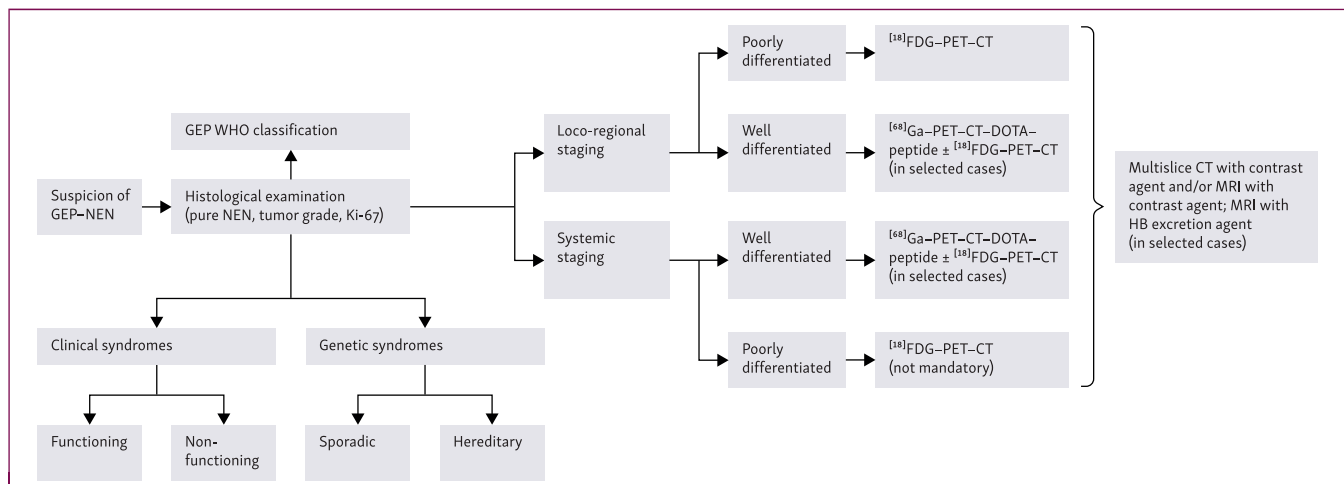 Poorly
differentiated
[18]FDG–PET–CT
GEP WHO classification
Loco-regional
staging
Well
differentiated
[68]Ga–PET–CT–DOTA–
peptide ± [18]FDG–PET–CT
(in selected cases)
Multislice CT with contrast
agent and/or MRI with
contrast agent; MRI with
HB excretion agent
(in selected cases)
Suspicion of
GEP–NEN
Histological examination
(pure NEN, tumor grade, Ki-67)
Systemic
staging
Well
differentiated
[68]Ga–PET–CT–DOTA–
peptide ± [18]FDG–PET–CT
(in selected cases)
Clinical syndromes
Genetic syndromes
Poorly
differentiated
[18]FDG–PET–CT
(not mandatory)
Functioning
Non-
functioning
Sporadic
Hereditary